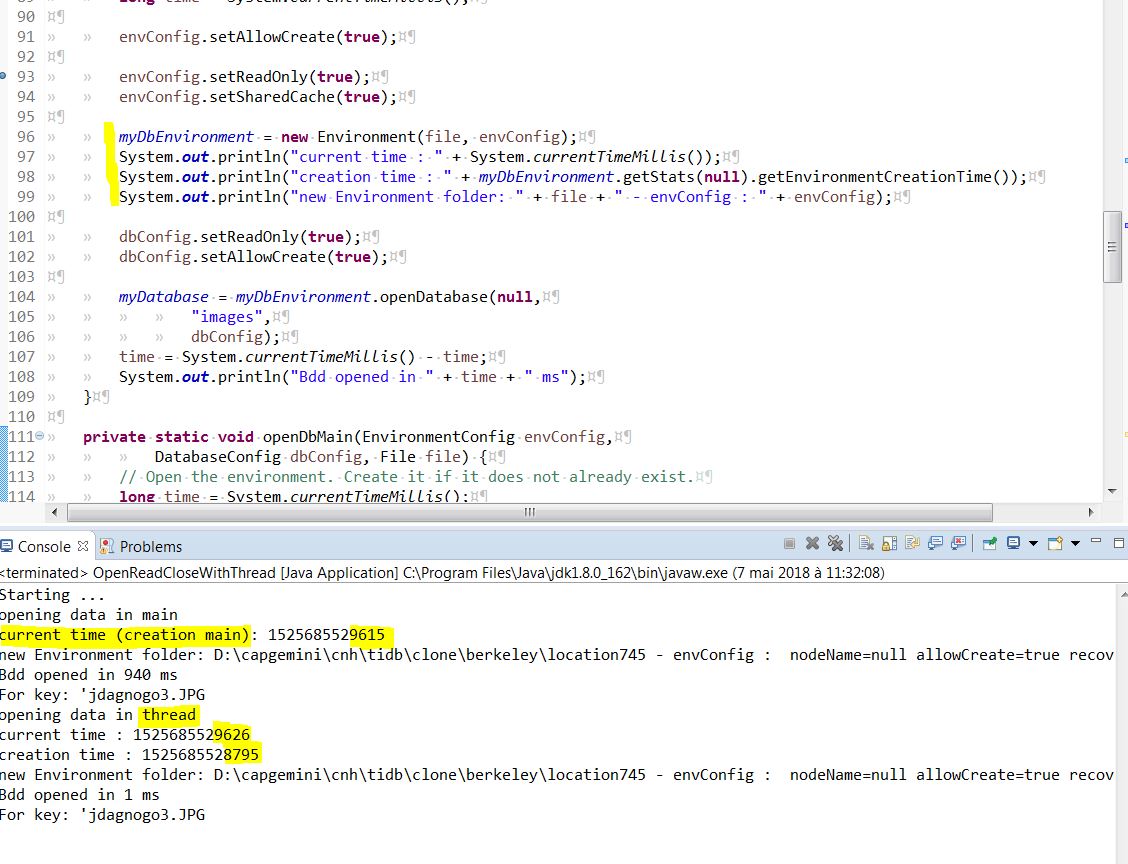 90
91 envConfig.setAllowCreate(true);
92
93 envConfig.setReadOnly(true);
94 envConfig.setSharedCache(true);
95
96 myDbEnvironment = new Environment(file, envConfig);
97 System.out.println("current time : " + System.currentTimeMillis());
98 System.out.println("creation time : " + myDbEnvironment.getStats(null).getEnvironmentCreationTime());
99 System.out.println("new Environment folder: " + file + " - envConfig : " + envConfig);
100
101 dbConfig.setReadOnly(true);
102 dbConfig.setAllowCreate(true);
103
104 myDatabase = myDbEnvironment.openDatabase(null,
105 "images",
106 dbConfig);
107 time = System.currentTimeMillis() - time;
108 System.out.println("Bdd opened in " + time + " ms");
109 }
110
111 private static void openDbMain(EnvironmentConfig envConfig,
112 DatabaseConfig dbConfig, File file) {
113 // Open the environment. Create it if it does not already exist.
114 long time = System.currentTimeMillis();
Console Problems
<terminated> OpenReadCloseWithThread [Java Application] C:\Program Files\Java\jdk1.8.0_162\bin\javaw.exe (7 mai 2018 à 11:32:08)
Starting ...
opening data in main
current time (creation main): 1525685529615
new Environment folder: D:\capgemini\cnh\tidb\clone\berkeley\location745 - envConfig :  nodeName=null allowCreate=true recov
Bdd opened in 940 ms
For key: 'jdagnogo3.JPG
opening data in thread
current time : 1525685529626
creation time : 1525685528795
new Environment folder: D:\capgemini\cnh\tidb\clone\berkeley\location745 - envConfig :  nodeName=null allowCreate=true recov
Bdd opened in 1 ms
For key: 'jdagnogo3.JPG